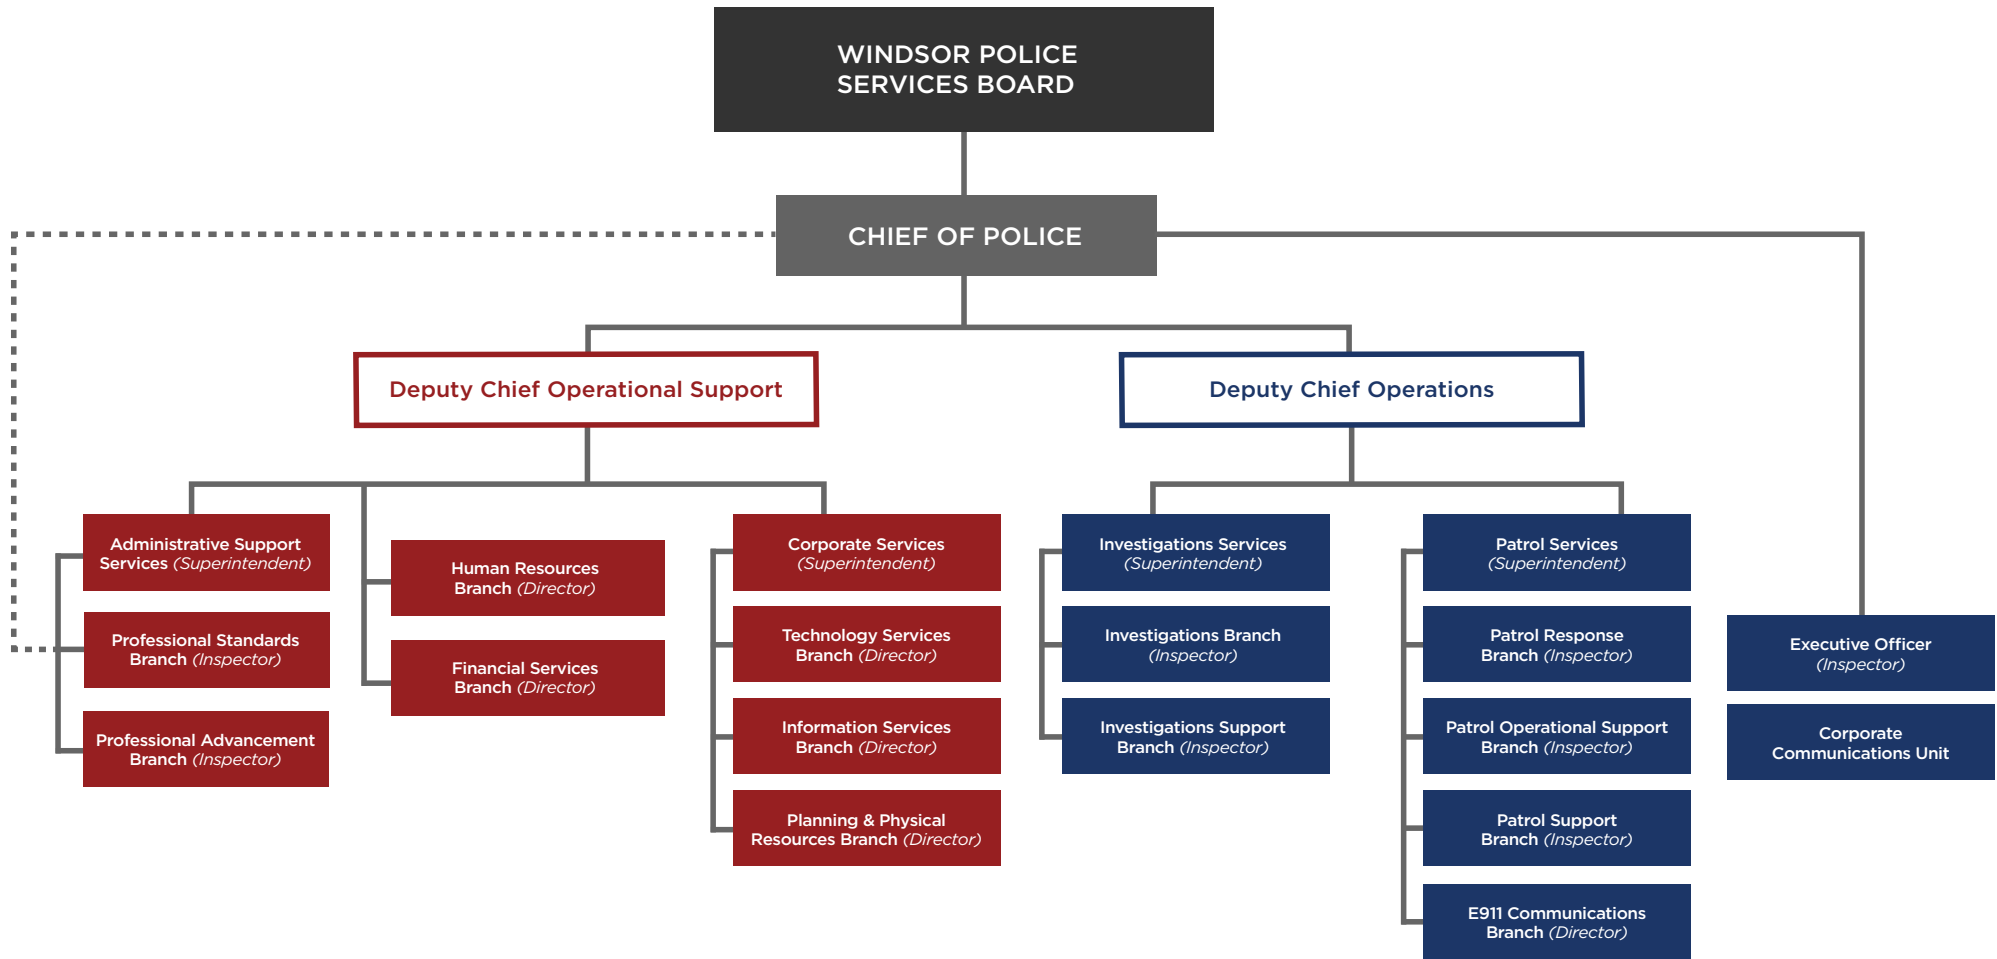 WINDSOR POLICE
SERVICES BOARD
CHIEF OF POLICE
Deputy Chief Operational Support
Deputy Chief Operations
Administrative Support
Services (Superintendent)
Professional Standards
Branch (Inspector)
Professional Advancement
Branch (Inspector)
Human Resources
Branch (Director)
Financial Services
Branch (Director)
Corporate Services
(Superintendent)
Technology Services
Branch (Director)
Information Services
Branch (Director)
Planning & Physical
Resources Branch (Director)
Investigations Services
(Superintendent)
Investigations Branch
(Inspector)
Investigations Support
Branch (Inspector)
Patrol Services
(Superintendent)
Patrol Response
Branch (Inspector)
Patrol Operational Support
Branch (Inspector)
Patrol Support
Branch (Inspector)
E911 Communications
Branch (Director)
Executive Officer
(Inspector)
Corporate
Communications Unit